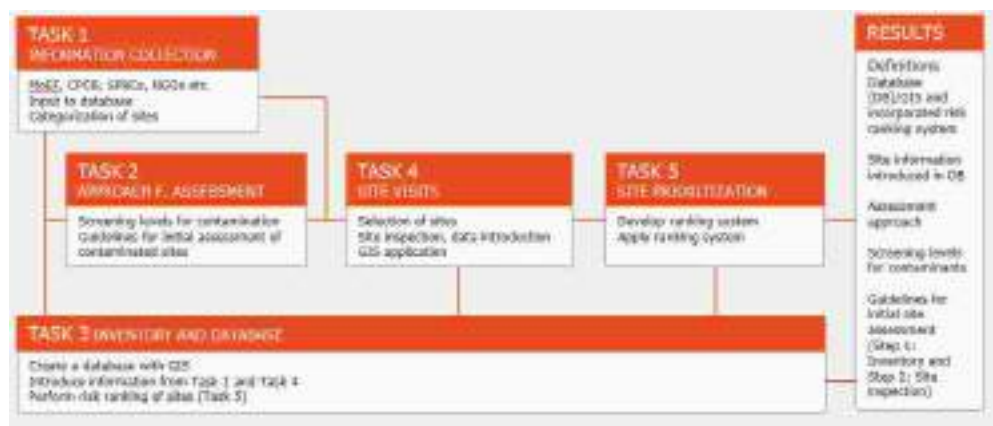 TASK 1
INFORMATION COLLECTION
MoEF, CPCB, SPBCs, NGOs etc.
Input to database
Categorization of sites
TASK 2
APPROACH F. ASSESSMENT
Screening levels for contamination
Guidelines for initial assessment of
contaminated sites
TASK 4
SITE VISITS
Selection of sites
Site inspection, data introduction
GIS application
TASK 5
SITE PRIORITIZATION
Develop ranking system
Apply ranking system
TASK 3 INVENTORY AND DATABASE
Create a database with GIS
Introduce information from Task 1 and Task 4
Perform risk ranking of sites (Task 5)
RESULTS
Definitions
Database
(DB)/GIS and
incorporated risk
ranking system
Site information
introduced in DB
Assessment
approach
Screening levels
for contaminants
Guidelines for
initial site
assessment
(Step 1:
Inventory and
Step 2: Site
inspection)